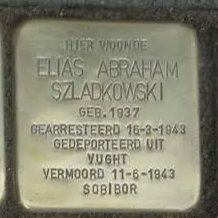 HIER WOONDE
ELIAS ABRAHAM
SZLADKOWSKI
GEB. 1937
GEARRESTEERD 16-3-1943
GEDEPORTEERD UIT
VUGHT
VERMOORD 11-6-1943
SOBIBOR